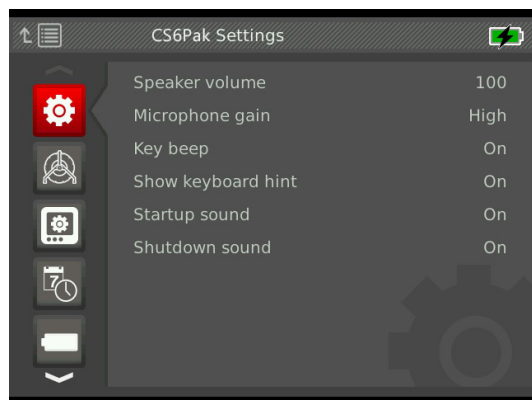 CS6Pak Settings
Speaker volume 100
Microphone gain High
Key beep On
Show keyboard hint On
Startup sound On
Shutdown sound On
7